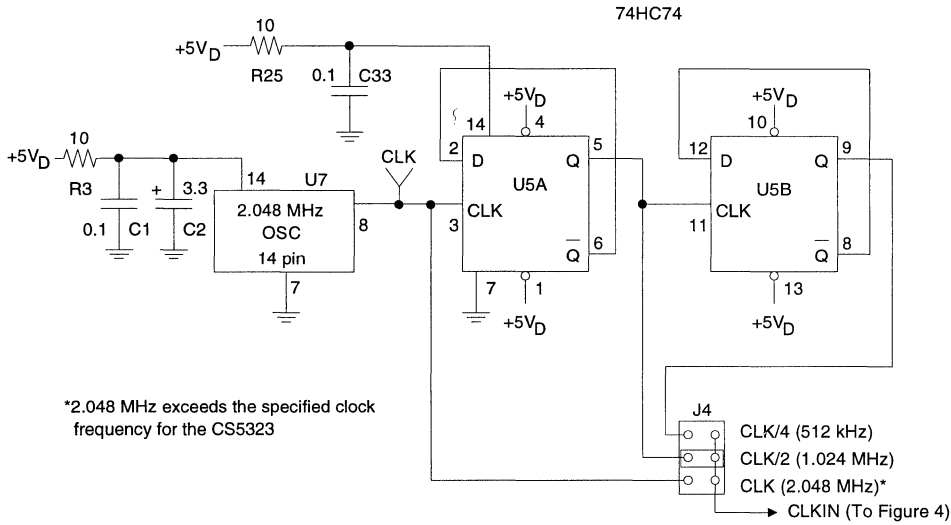 74HC74
10
+5VD
R25
0.1 C33
+5VD
14 4
2 D Q 5
U5A
CLK
3
Q 6
7 1
+5VD
+5VD
10
12 D Q 9
U5B
CLK
11
Q 8
13
+5VD
10
+5VD
R3
0.1 C1
+ 3.3
C2
14 U7
2.048 MHz
OSC
14 pin
8
7
CLK
*2.048 MHz exceeds the specified clock
frequency for the CS5323
J4
CLK/4 (512 kHz)
CLK/2 (1.024 MHz)
CLK (2.048 MHz)*
CLKIN (To Figure 4)